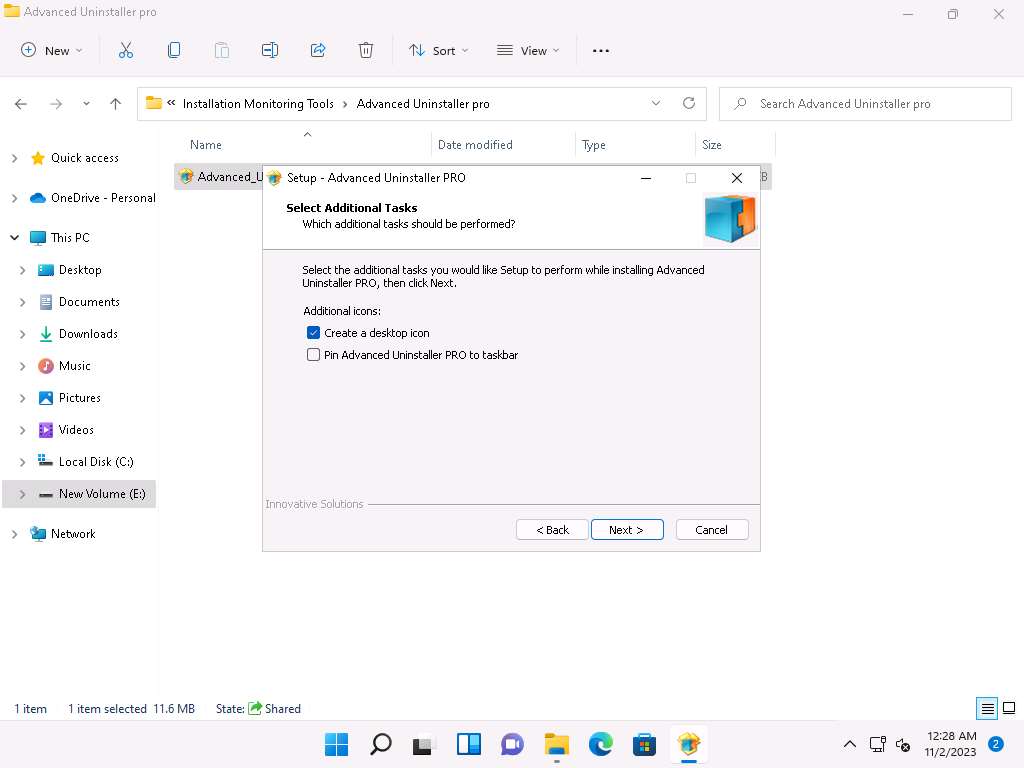 Advanced Uninstaller pro
New
Sort
View
« Installation Monitoring Tools > Advanced Uninstaller pro
Search Advanced Uninstaller pro
Name
Date modified
Type
Size
Quick access
OneDrive - Personal
This PC
Desktop
Documents
Downloads
Music
Pictures
Videos
Local Disk (C:)
New Volume (E:)
Network
Advanced_U
Setup - Advanced Uninstaller PRO
Select Additional Tasks
Which additional tasks should be performed?
Select the additional tasks you would like Setup to perform while installing Advanced
Uninstaller PRO, then click Next.
Additional icons:
Create a desktop icon
Pin Advanced Uninstaller PRO to taskbar
Innovative Solutions
< Back
Next >
Cancel
1 item
1 item selected 11.6 MB
State: Shared
12:28 AM
11/2/2023
2